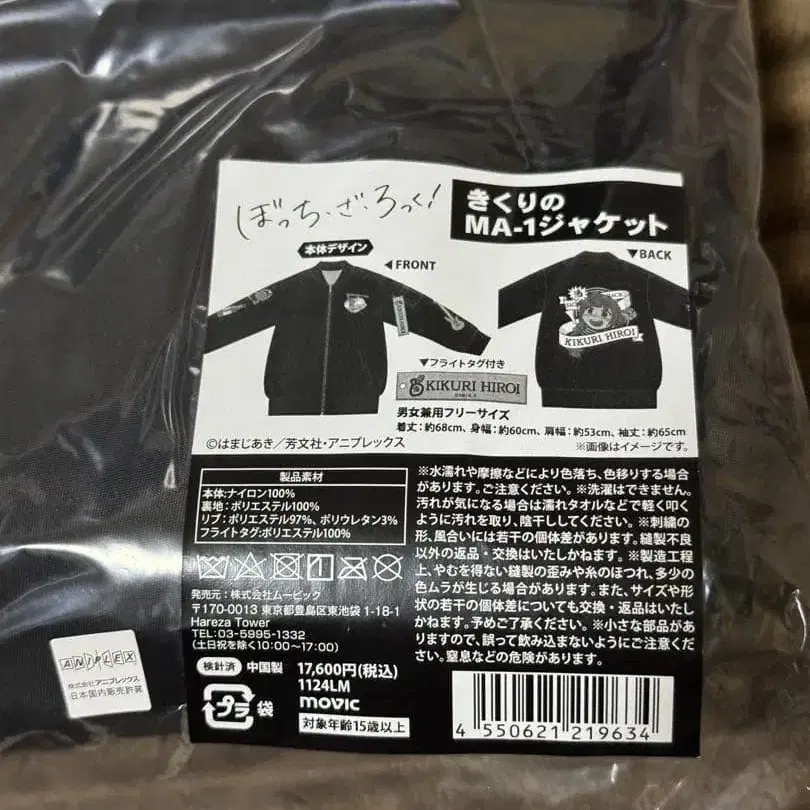 ぼっち・ざ・ろっく!
きくりの
MA-1ジャケット
本体デザイン
◀FRONT
▼BACK
KIKURI HIROI
▼フライトタグ付き
KIKURI HIROI
男女兼用フリーサイズ
着丈:約68cm、身幅:約60cm、肩幅:約53cm、袖丈:約65cm
©はまじあき/芳文社・アニプレックス
※画像はイメージです。
製品素材
本体:ナイロン100%
裏地:ポリエステル100%
リブ:ポリエステル97%、ポリウレタン3%
フライトタグ:ポリエステル100%
発売元:株式会社ムービック
〒170-0013 東京都豊島区東池袋 1-18-1
Hareza Tower
TEL:03-5995-1332
(土日祝を除く10:00~17:00)
検針済 中国製 17,600円(税込)
1124LM
movic
プラ 袋
対象年齢15歳以上
※水濡れや摩擦などにより色落ち、色移りする場合
があります。ご注意ください。※洗濯はできません。
汚れが気になる場合は濡れタオルなどで軽く叩く
ように汚れを取り、陰干ししてください。※刺繍の
形、風合いには若干の個体差があります。縫製不良
以外の返品・交換はいたしかねます。※製造工程
上、やむを得ない縫製の歪みや糸のほつれ、多少の
色ムラが生じる場合があります。また、サイズや形
状の若干の個体差についても交換・返品はいたし
かねます。予めご了承ください。※小さな部品があ
りますので、誤って飲み込まないようにご注意くだ
さい。窒息などの危険があります。
4 550621 219634
ANIPLEX
株式会社アニプレックス
日本国内販売許諾